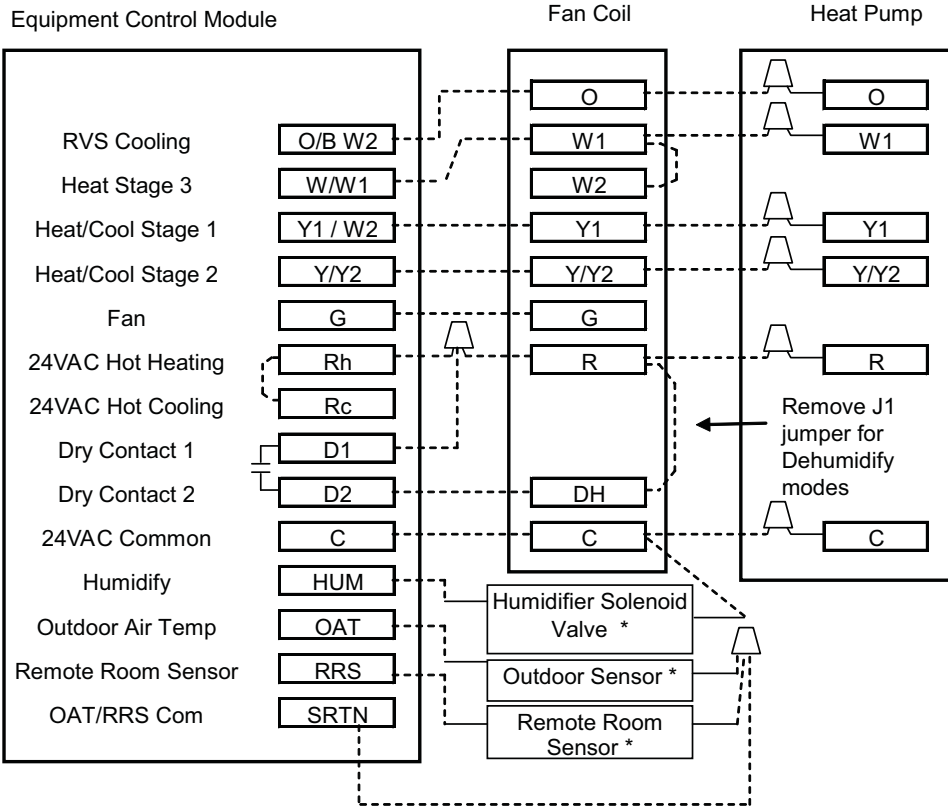 Equipment Control Module
Fan Coil
Heat Pump
O
O
RVS Cooling
O/B W2
W1
W1
Heat Stage 3
W/W1
W2
Heat/Cool Stage 1
Y1 / W2
Y1
Y1
Heat/Cool Stage 2
Y/Y2
Y/Y2
Y/Y2
Fan
G
G
24VAC Hot Heating
Rh
R
R
24VAC Hot Cooling
Rc
Remove J1
jumper for
Dehumidify
modes
Dry Contact 1
D1
Dry Contact 2
D2
DH
24VAC Common
C
C
C
Humidify
HUM
Humidifier Solenoid
Valve *
Outdoor Air Temp
OAT
Outdoor Sensor *
Remote Room Sensor
RRS
Remote Room
Sensor *
OAT/RRS Com
SRTN